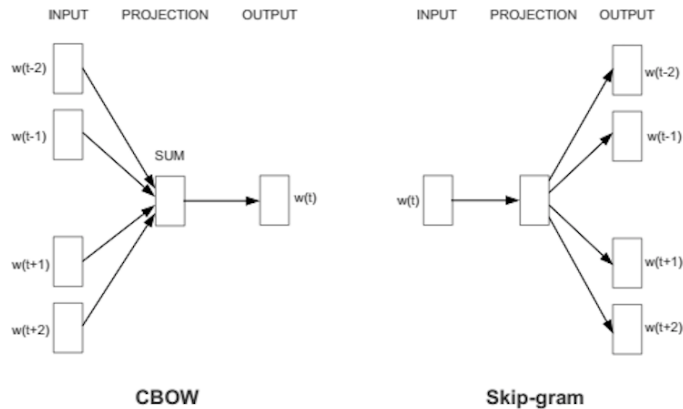 INPUT PROJECTION OUTPUT
w(t-2)
w(t-1)
SUM
w(t)
w(t+1)
w(t+2)
CBOW
INPUT PROJECTION OUTPUT
w(t-2)
w(t-1)
w(t)
w(t+1)
w(t+2)
Skip-gram